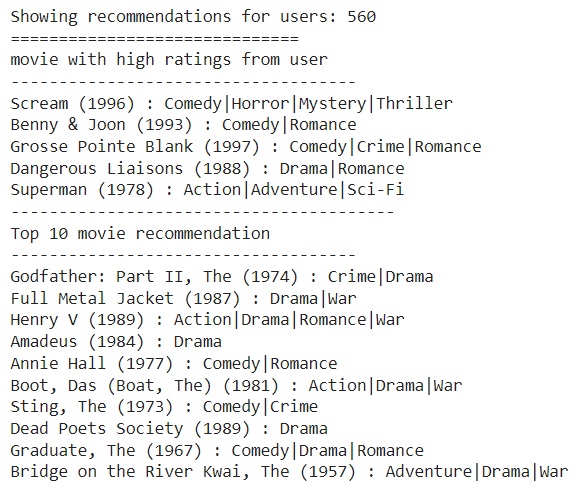 Showing recommendations for users: 560
==============================
movie with high ratings from user
------------------------------------
Scream (1996) : Comedy|Horror|Mystery|Thriller
Benny & Joon (1993) : Comedy|Romance
Grosse Pointe Blank (1997) : Comedy|Crime|Romance
Dangerous Liaisons (1988) : Drama|Romance
Superman (1978) : Action|Adventure|Sci-Fi
----------------------------------------
Top 10 movie recommendation
------------------------------------
Godfather: Part II, The (1974) : Crime|Drama
Full Metal Jacket (1987) : Drama|War
Henry V (1989) : Action|Drama|Romance|War
Amadeus (1984) : Drama
Annie Hall (1977) : Comedy|Romance
Boot, Das (Boat, The) (1981) : Action|Drama|War
Sting, The (1973) : Comedy|Crime
Dead Poets Society (1989) : Drama
Graduate, The (1967) : Comedy|Drama|Romance
Bridge on the River Kwai, The (1957) : Adventure|Drama|War